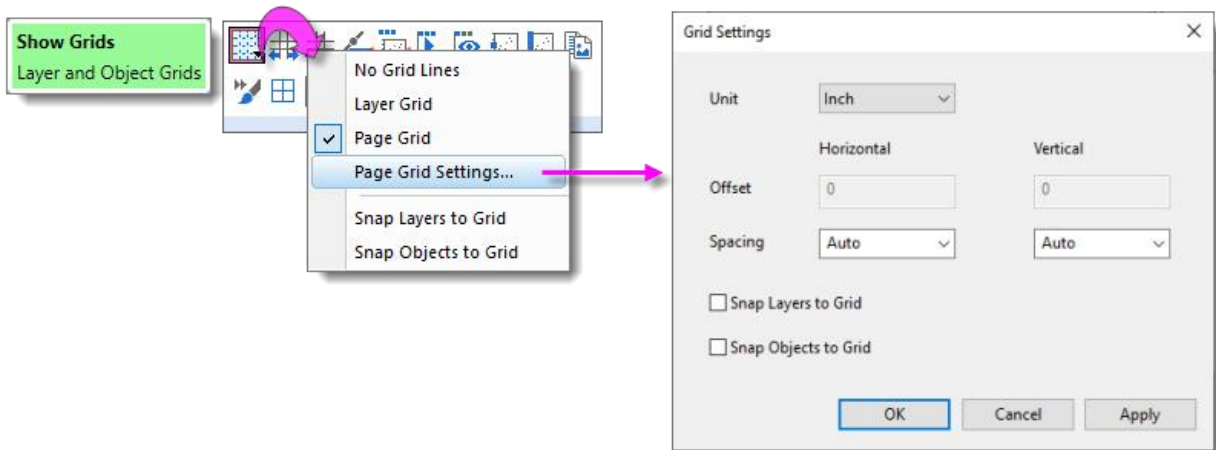 Show Grids
Layer and Object Grids
No Grid Lines
Layer Grid
Page Grid
Page Grid Settings...
Snap Layers to Grid
Snap Objects to Grid
Grid Settings
Unit Inch
Horizontal Vertical
Offset 0 0
Spacing Auto Auto
Snap Layers to Grid
Snap Objects to Grid
OK Cancel Apply